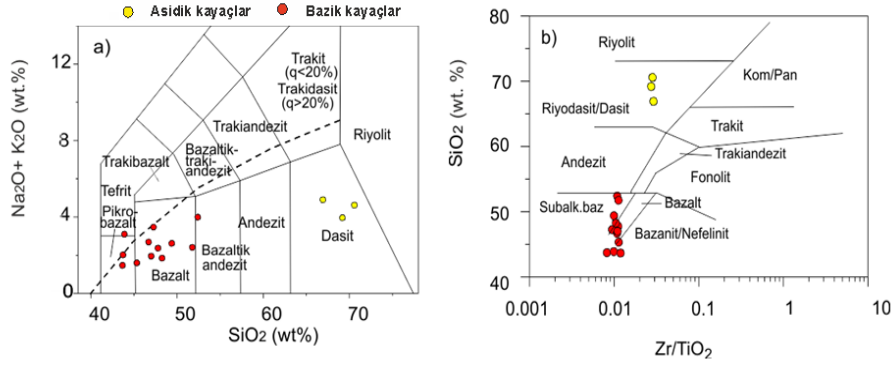 Asidik kayaçlar
Bazik kayaçlar
a)
Na2O+ K2O (wt.%)
12
8
4
0
40
50
60
70
SiO2 (wt%)
Trakit
(q<20%)
Trakidasit
(q>20%)
Trakiandezit
Riyolit
Bazaltik-
traki-
andezit
Trakibazalt
Tefrit
Pikro-
bazalt
Bazalt
Bazaltik
andezit
Andezit
Dasit
b)
SiO2 (wt. %)
80
70
60
50
40
0.001
0.01
0.1
1
10
Zr/TiO2
Riyolit
Kom/Pan
Riyodasit/Dasit
Trakit
Trakiandezit
Andezit
Fonolit
Subalk.baz
Bazalt
Bazanit/Nefelinit